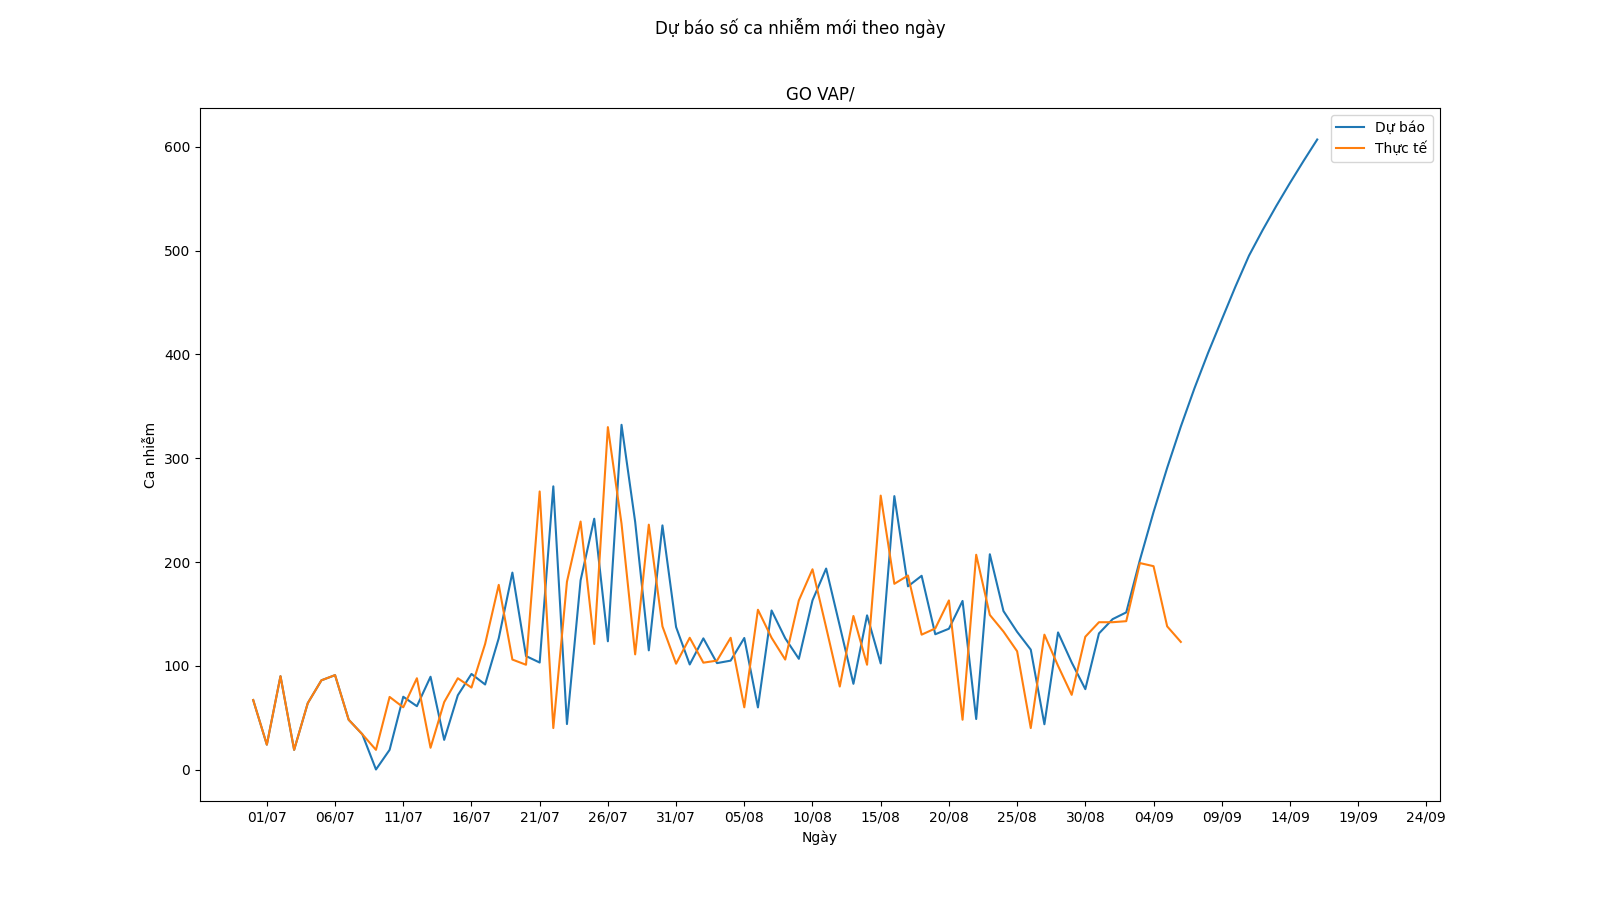 Dự báo số ca nhiễm mới theo ngày
GO VAP/
Dự báo
Thực tế
600
500
400
300
200
100
0
Ca nhiễm
01/07 06/07 11/07 16/07 21/07 26/07 31/07 05/08 10/08 15/08 20/08 25/08 30/08 04/09 09/09 14/09 19/09 24/09
Ngày